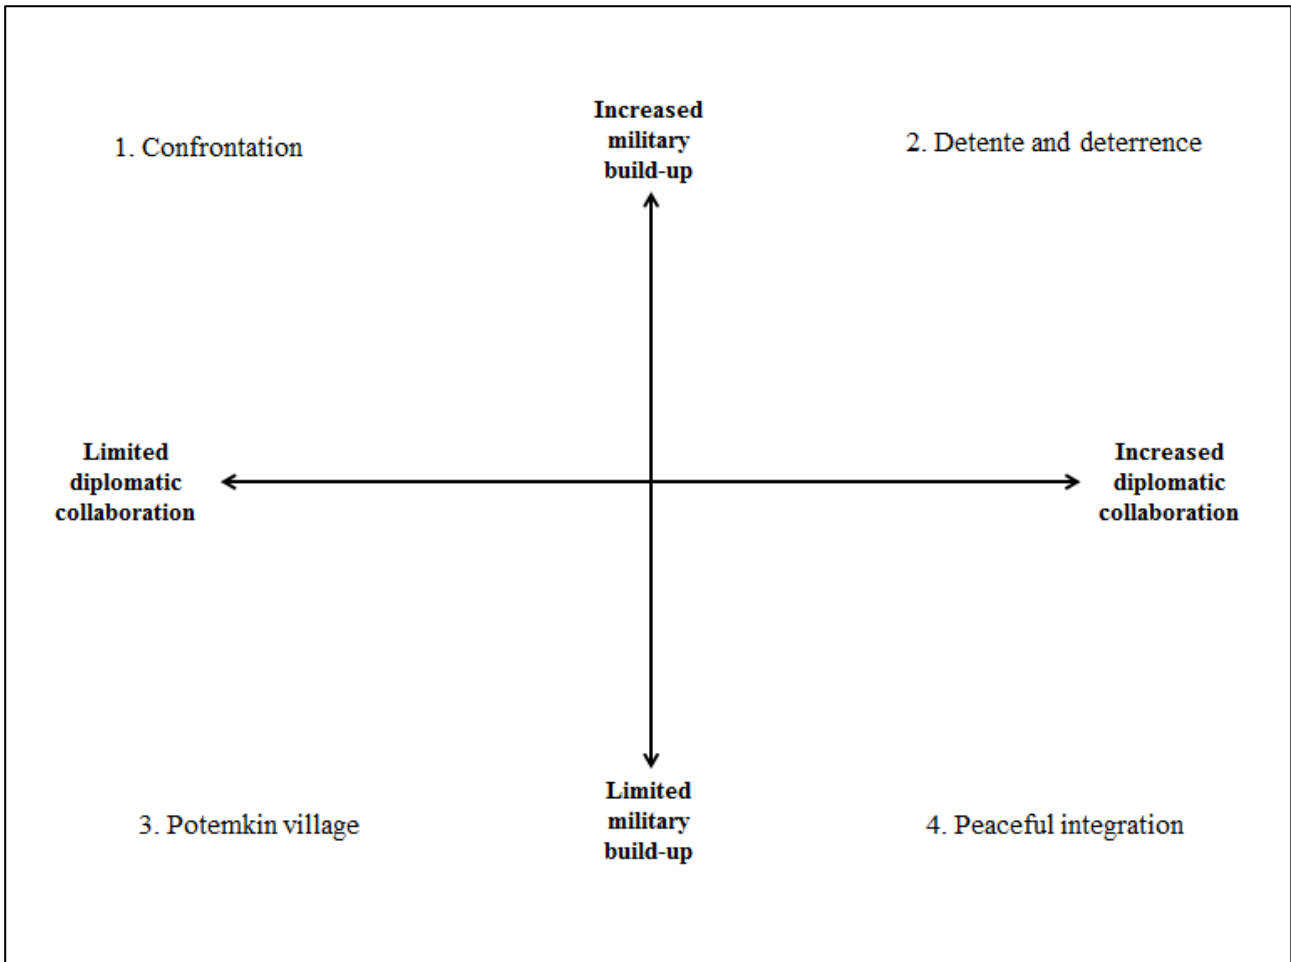 Increased
military
build-up
1. Confrontation
2. Detente and deterrence
Limited
diplomatic
collaboration
Increased
diplomatic
collaboration
3. Potemkin village
Limited
military
build-up
4. Peaceful integration